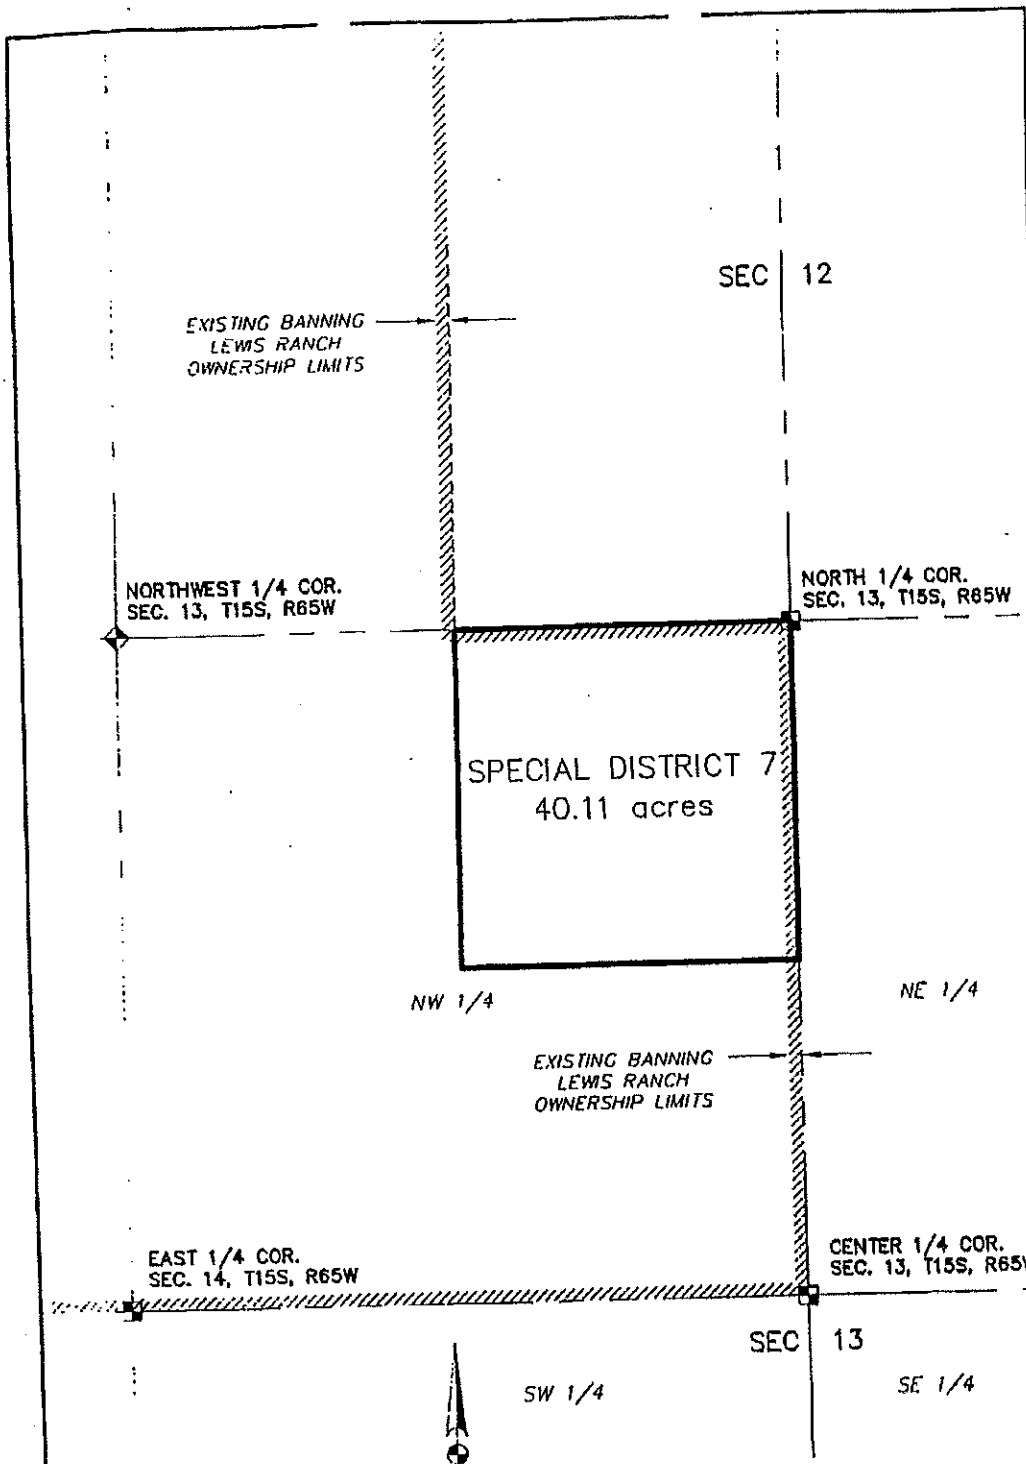 SEC 12
EXISTING BANNING
LEWIS RANCH
OWNERSHIP LIMITS
NORTHWEST 1/4 COR.
SEC. 13, T15S, R65W
NORTH 1/4 COR.
SEC. 13, T15S, R65W
SPECIAL DISTRICT 7
40.11 acres
NW 1/4
NE 1/4
EXISTING BANNING
LEWIS RANCH
OWNERSHIP LIMITS
EAST 1/4 COR.
SEC. 14, T15S, R65W
CENTER 1/4 COR.
SEC. 13, T15S, R65W
SEC 13
SW 1/4
SE 1/4